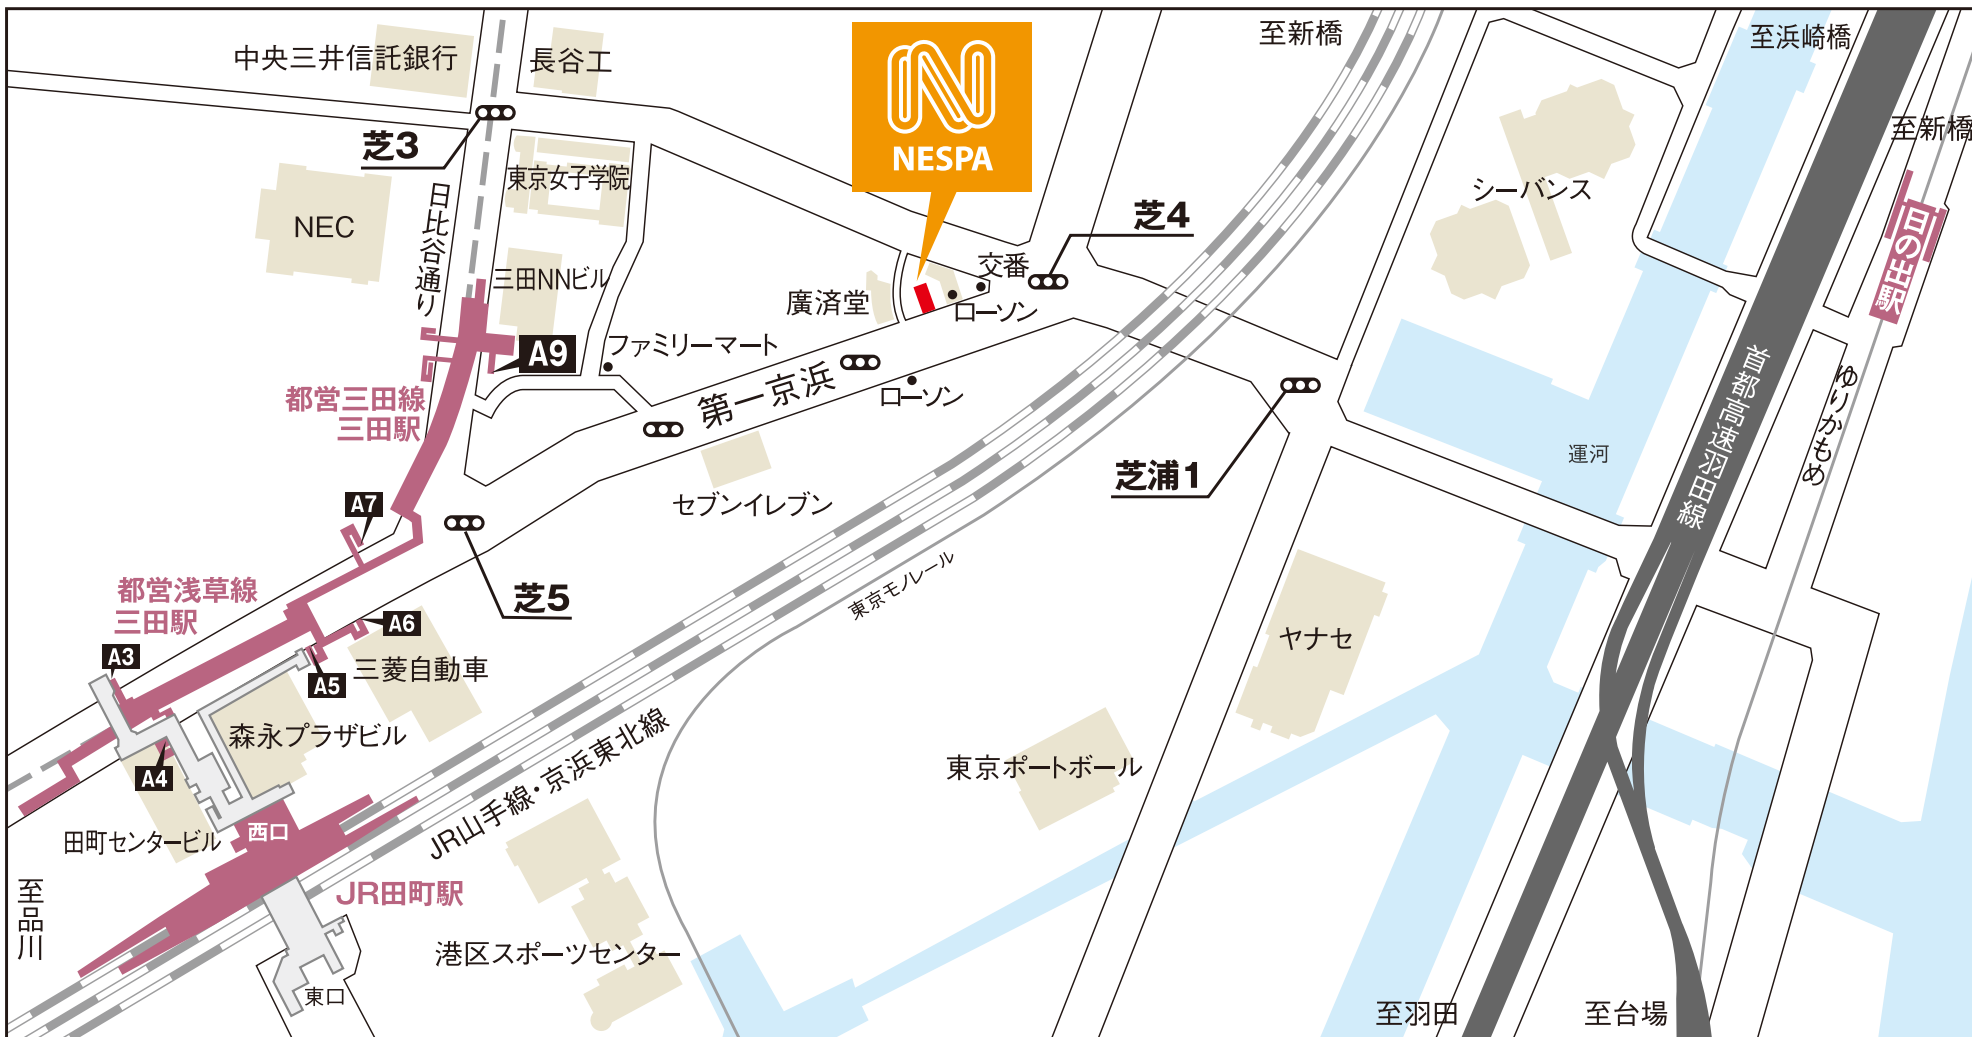 中央三井信託銀行
長谷工
至新橋
至浜崎橋
至新橋
NESPA
芝3
東京女子学院
日比谷通り
NEC
シーバンス
芝4
日の出駅
交番
三田NNビル
廣済堂
ローソン
A9
ファミリーマート
第一京浜
ローソン
首都高速羽田線
ゆりかもめ
都営三田線
三田駅
運河
芝浦1
セブンイレブン
A7
芝5
東京モノレール
都営浅草線
三田駅
A6
ヤナセ
A3
A5
三菱自動車
森永プラザビル
JR山手線・京浜東北線
東京ポートボール
A4
田町センタービル
西口
JR田町駅
至品川
港区スポーツセンター
東口
至羽田
至台場